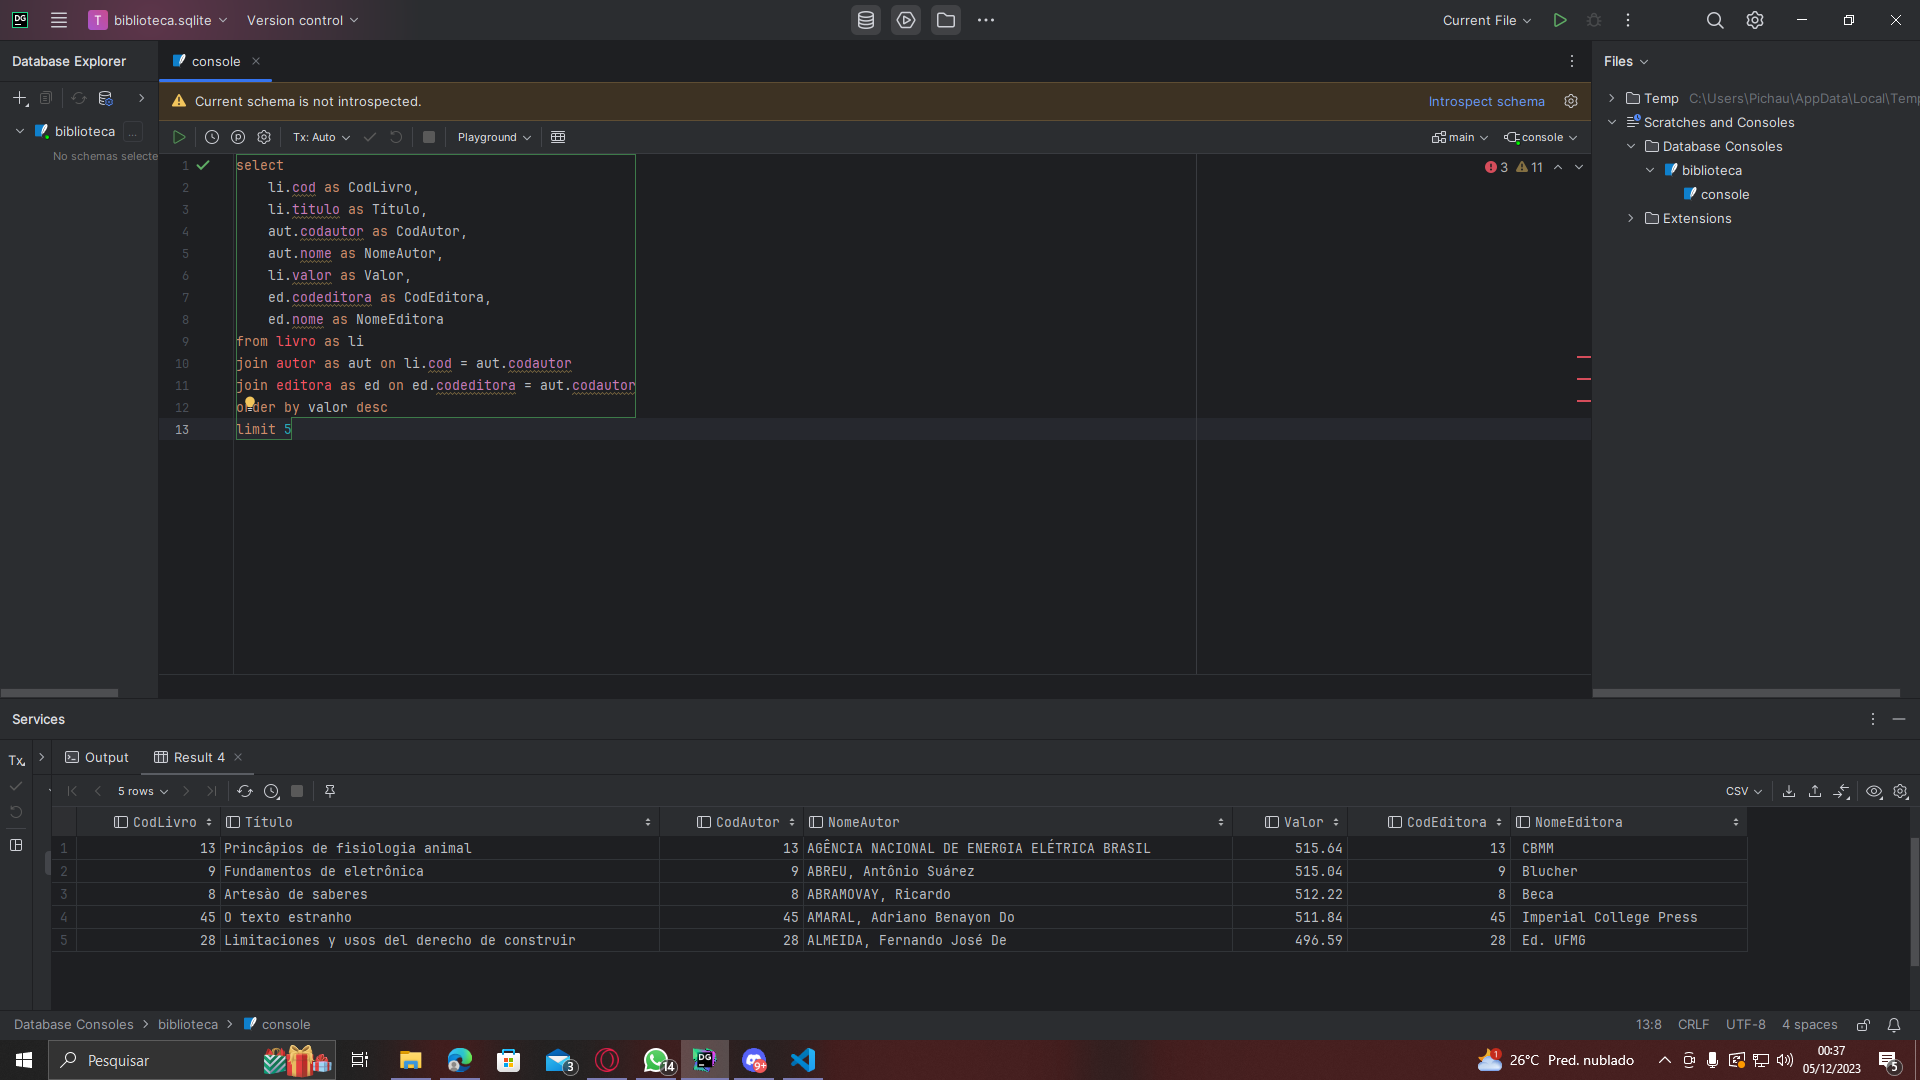 DG
T biblioteca.sqlite
Version control
Current File
Database Explorer
console
Files
Current schema is not introspected.
Introspect schema
Tx: Auto
Playground
main
console
biblioteca ...
No schemas selecte
Temp C:\Users\Pichau\AppData\Local\Temp
Scratches and Consoles
Database Consoles
biblioteca
console
Extensions
3 11
1 select
2 li.cod as CodLivro,
3 li.titulo as Titulo,
4 aut.codautor as CodAutor,
5 aut.nome as NomeAutor,
6 li.valor as Valor,
7 ed.codeditora as CodEditora,
8 ed.nome as NomeEditora
9 from livro as li
10 join autor as aut on li.cod = aut.codautor
11 join editora as ed on ed.codeditora = aut.codautor
12 order by valor desc
13 limit 5
Services
Tx
Output
Result 4
5 rows
CSV
CodLivro Titulo CodAutor NomeAutor Valor CodEditora NomeEditora
1 13 Princâpios de fisiologia animal 13 AGÊNCIA NACIONAL DE ENERGIA ELÉTRICA BRASIL 515.64 13 CBMM
2 9 Fundamentos de eletrônica 9 ABREU, Antônio Suárez 515.04 9 Blucher
3 8 Artesào de saberes 8 ABRAMOVAY, Ricardo 512.22 8 Beca
4 45 O texto estranho 45 AMARAL, Adriano Benayon Do 511.84 45 Imperial College Press
5 28 Limitaciones y usos del derecho de construir 28 ALMEIDA, Fernando José De 496.59 28 Ed. UFMG
Database Consoles > biblioteca > console
13:8 CRLF UTF-8 4 spaces
Pesquisar
3
14
DG
9+
1
26°C Pred. nublado
00:37
05/12/2023
5